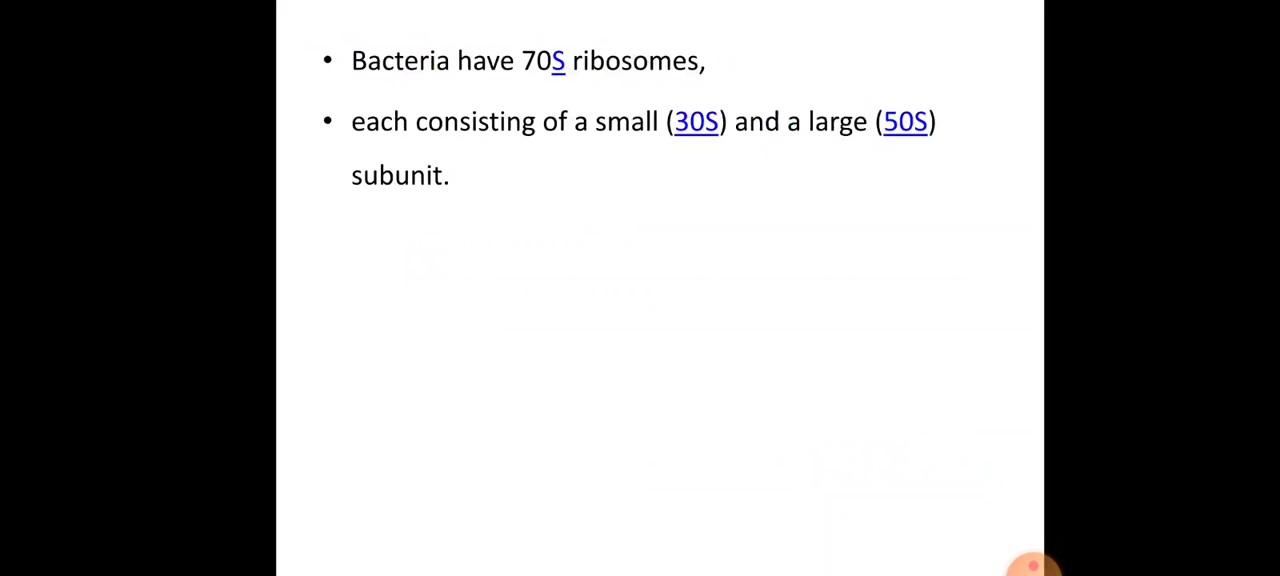 • Bacteria have 70S ribosomes,
• each consisting of a small (30S) and a large (50S)
subunit.